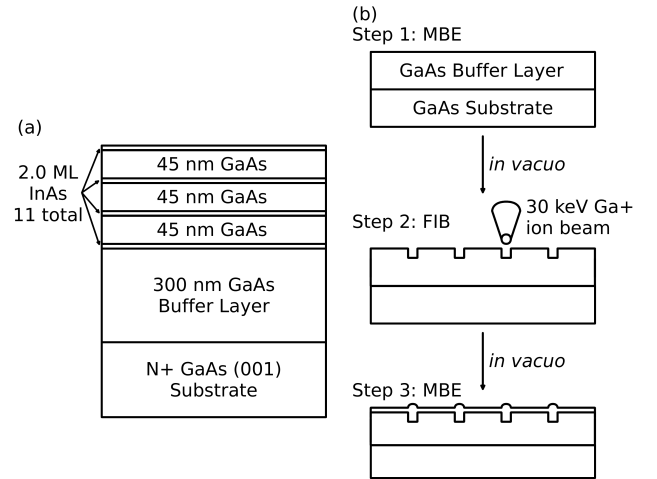 (a)
2.0 ML
InAs
11 total
45 nm GaAs
45 nm GaAs
45 nm GaAs
300 nm GaAs
Buffer Layer
N+ GaAs (001)
Substrate
(b)
Step 1: MBE
GaAs Buffer Layer
GaAs Substrate
in vacuo
Step 2: FIB
30 keV Ga+
ion beam
in vacuo
Step 3: MBE